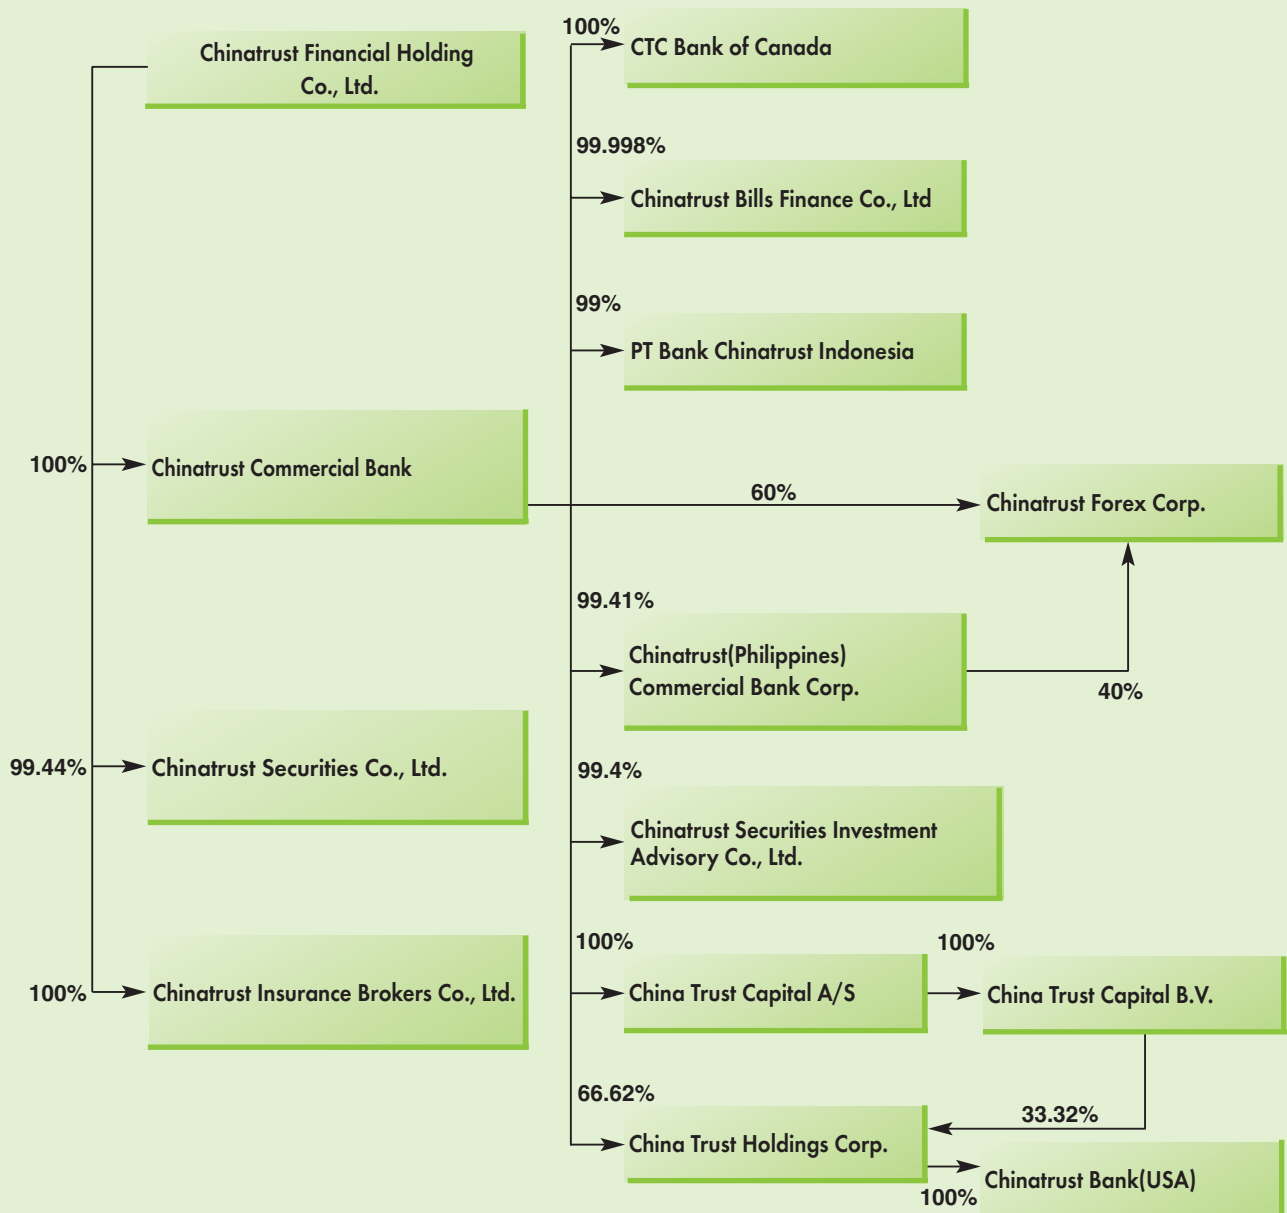 Chinatrust Financial Holding
Co., Ltd.
100%
Chinatrust Commercial Bank
99.44%
Chinatrust Securities Co., Ltd.
100%
Chinatrust Insurance Brokers Co., Ltd.
100%
CTC Bank of Canada
99.998%
Chinatrust Bills Finance Co., Ltd
99%
PT Bank Chinatrust Indonesia
60%
Chinatrust Forex Corp.
99.41%
Chinatrust(Philippines)
Commercial Bank Corp.
40%
99.4%
Chinatrust Securities Investment
Advisory Co., Ltd.
100%
China Trust Capital A/S
100%
China Trust Capital B.V.
66.62%
China Trust Holdings Corp.
33.32%
100%
Chinatrust Bank(USA)